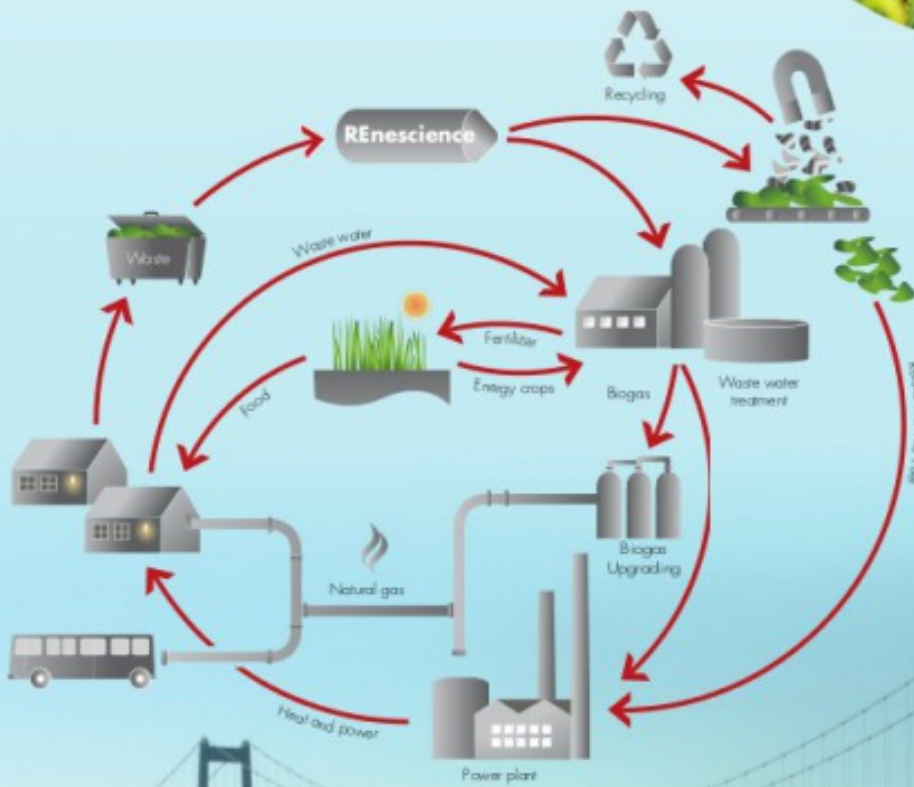 Recycling
REnescience
Waste
Waste water
Fertilizer
Energy crops
Food
Biogas
Waste water
treatment
Biogas
Upgrading
Natural gas
Heat and power
Power plant